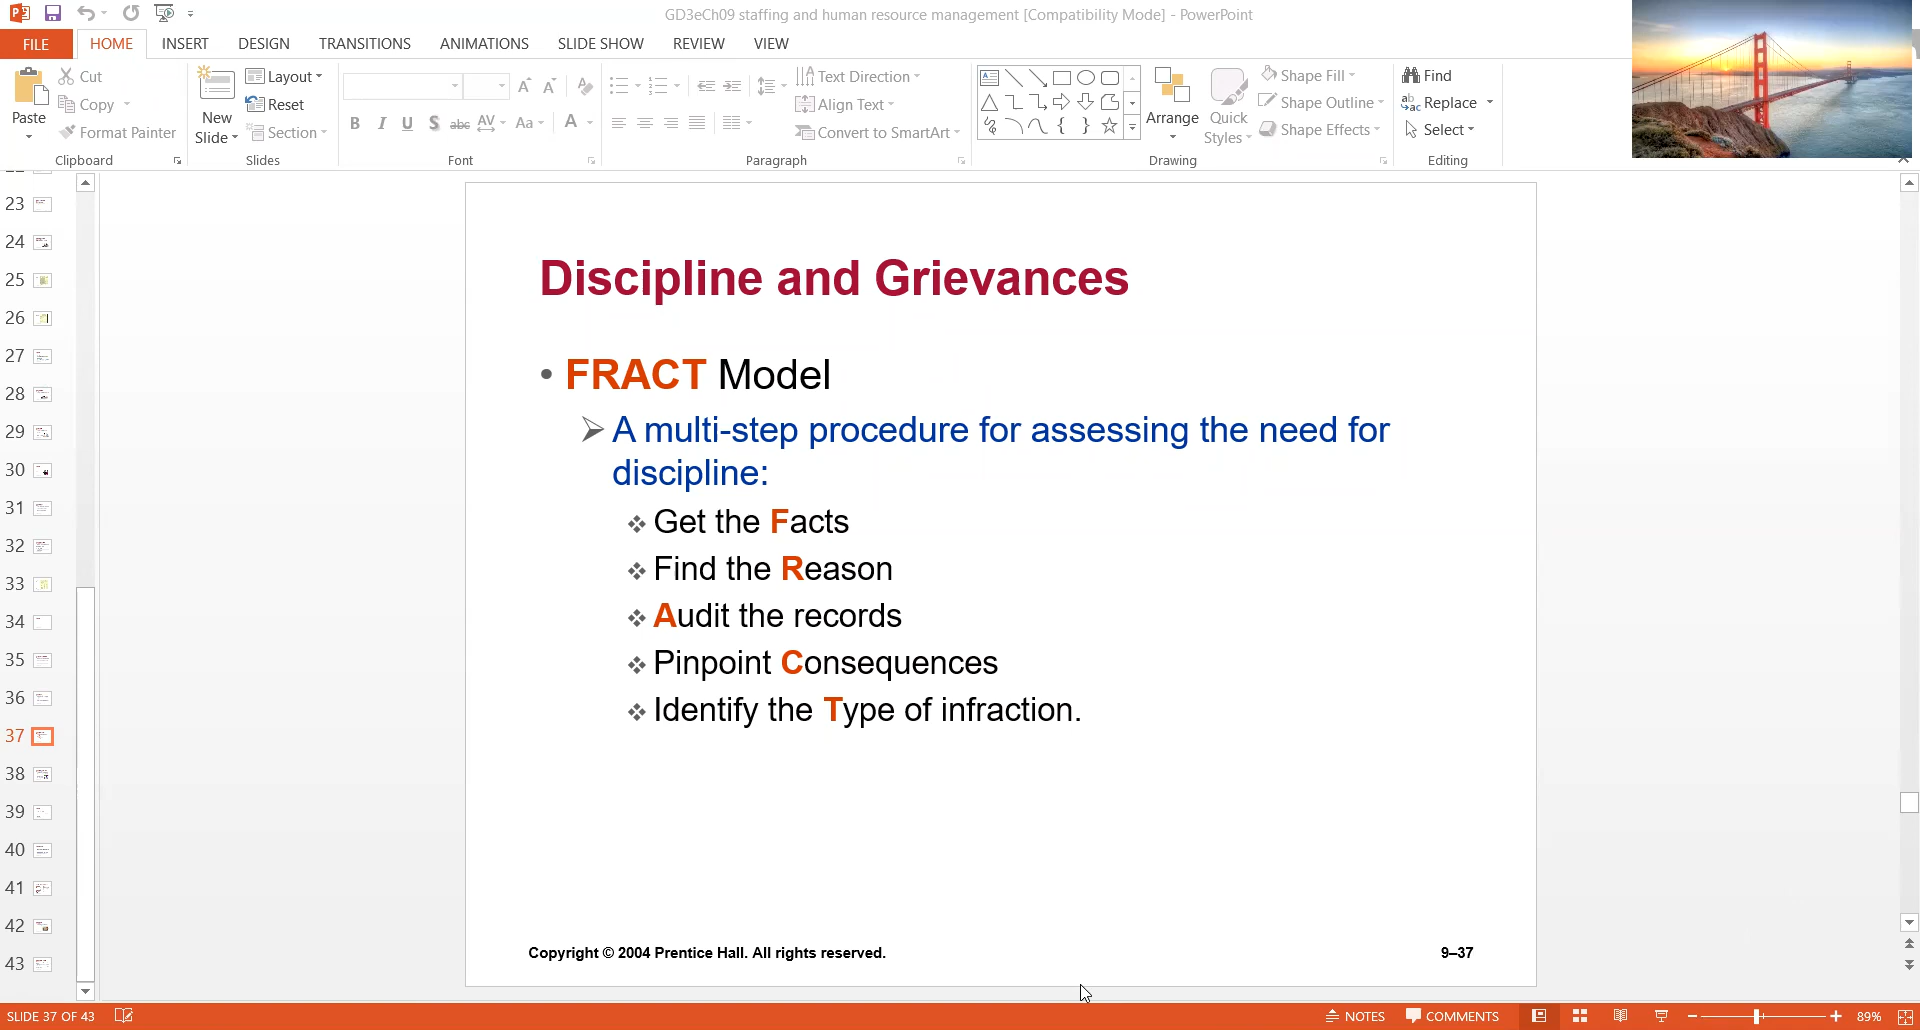 GD3eCh09 staffing and human resource management [Compatibility Mode] - PowerPoint
FILE HOME INSERT DESIGN TRANSITIONS ANIMATIONS SLIDE SHOW REVIEW VIEW
Paste
Cut
Copy
Format Painter
Clipboard
New
Slide
Layout
Reset
Section
Slides
B I U S abc AV Aa A
Font
Text Direction
Align Text
Convert to SmartArt
Paragraph
Arrange
Quick
Styles
Shape Fill
Shape Outline
Shape Effects
Drawing
Find
Replace
Select
Editing
23
24
25
26
27
28
29
30
31
32
33
34
35
36
37
38
39
40
41
42
43
Discipline and Grievances
• FRACT Model
A multi-step procedure for assessing the need for
discipline:
Get the Facts
Find the Reason
Audit the records
Pinpoint Consequences
Identify the Type of infraction.
Copyright © 2004 Prentice Hall. All rights reserved.
9–37
SLIDE 37 OF 43
NOTES COMMENTS 89%